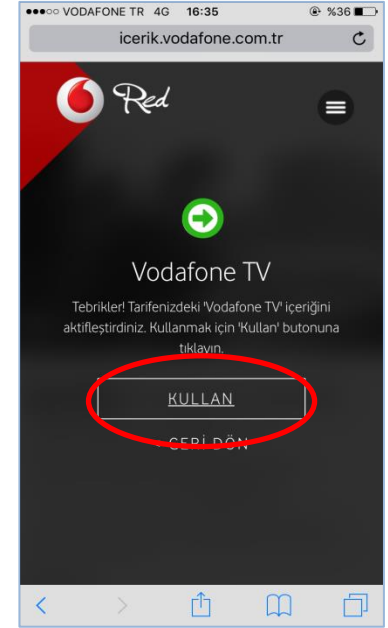 VODAFONE TR 4G 16:35 %36
icerik.vodafone.com.tr
Red
Vodafone TV
Tebrikler! Tarifenizdeki 'Vodafone TV' içeriğini
aktifleştirdiniz. Kullanmak için 'Kullan' butonuna
tıklayın.
KULLAN
< GERİ DÖN